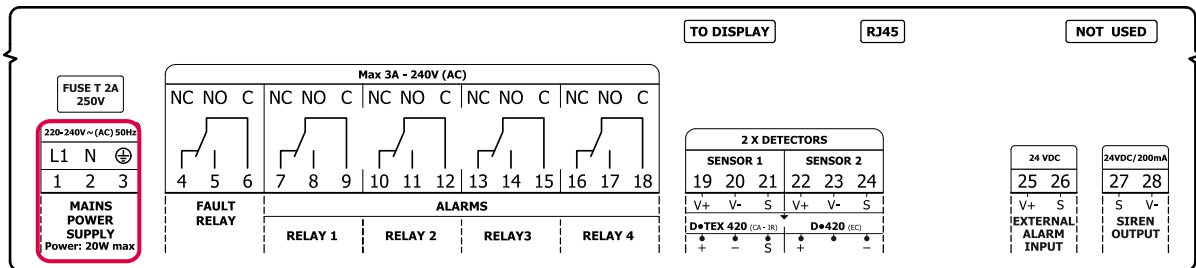 TO DISPLAY RJ45 NOT USED
FUSE T 2A
250V
Max 3A - 240V (AC)
NC NO C NC NO C NC NO C NC NO C NC NO C
220-240V~(AC) 50Hz
L1 N
1 2 3
4 5 6 7 8 9 10 11 12 13 14 15 16 17 18
MAINS
POWER
SUPPLY
Power: 20W max
FAULT
RELAY
ALARMS
RELAY 1 RELAY 2 RELAY3 RELAY 4
2 X DETECTORS
SENSOR 1 SENSOR 2
19 20 21 22 23 24
V+ V- S V+ V- S
D•TEX 420 (CA - IR) D•420 (EC)
+ – S + –
24 VDC
25 26
V+ S
EXTERNAL
ALARM
INPUT
24VDC/200mA
27 28
S V-
SIREN
OUTPUT